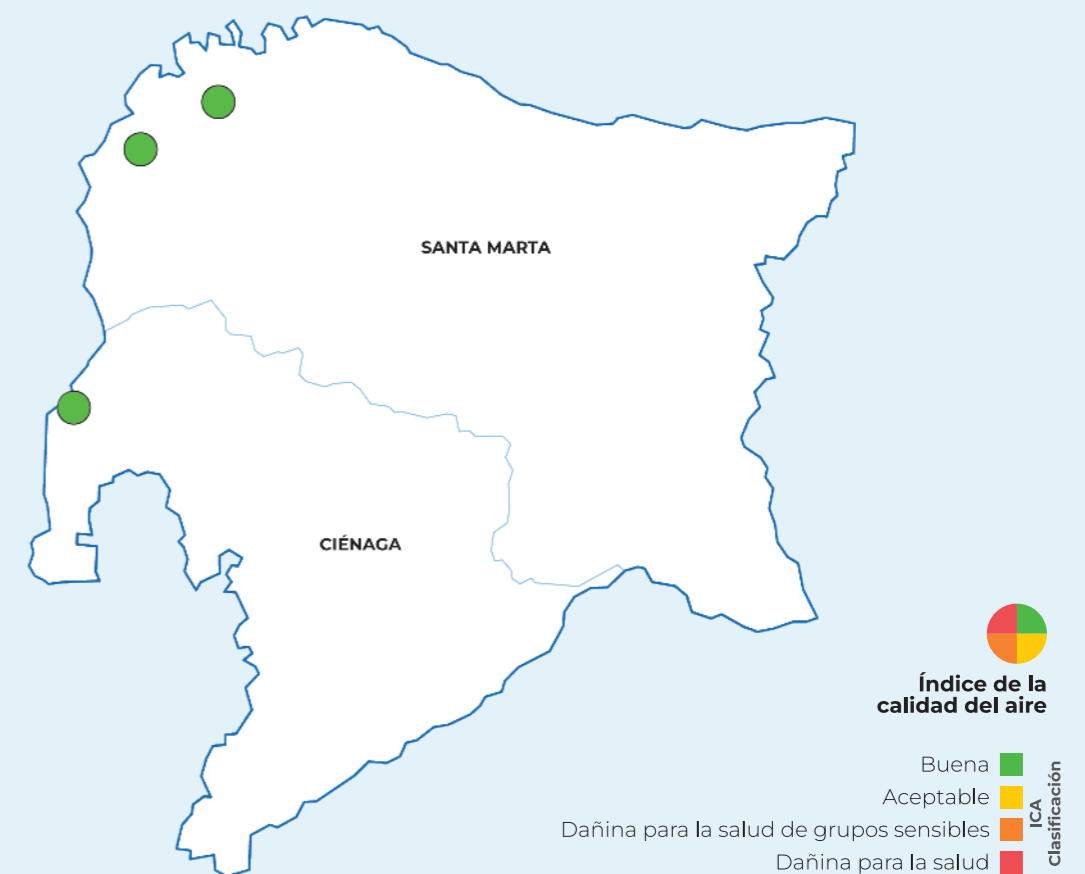 SANTA MARTA
CIÉNAGA
Índice de la
calidad del aire
Buena
Aceptable
Dañina para la salud de grupos sensibles
Dañina para la salud
ICA
Clasificación